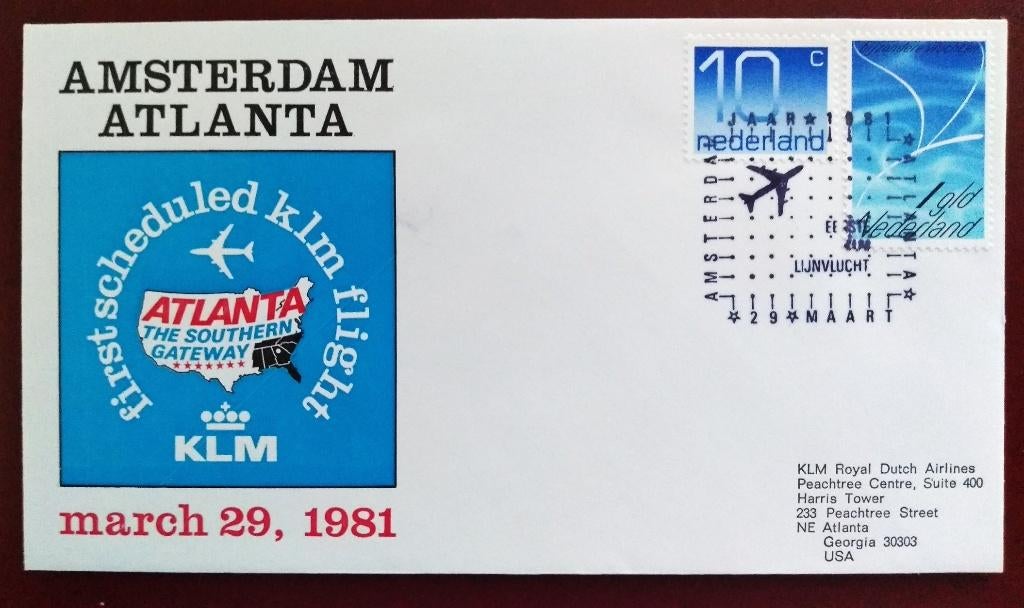 AMSTERDAM
ATLANTA
first scheduled klm flight
ATLANTA
THE SOUTHERN
GATEWAY
KLM
march 29, 1981
10 c
nederland
1 gld
Nederland
JAAR ★ 1981
AMSTERDAM
ATLANTA
EERSTE
KLM
LIJNVLUCHT
☆ 29 ★ MAART
KLM Royal Dutch Airlines
Peachtree Centre, Suite 400
Harris Tower
233 Peachtree Street
NE Atlanta
Georgia 30303
USA